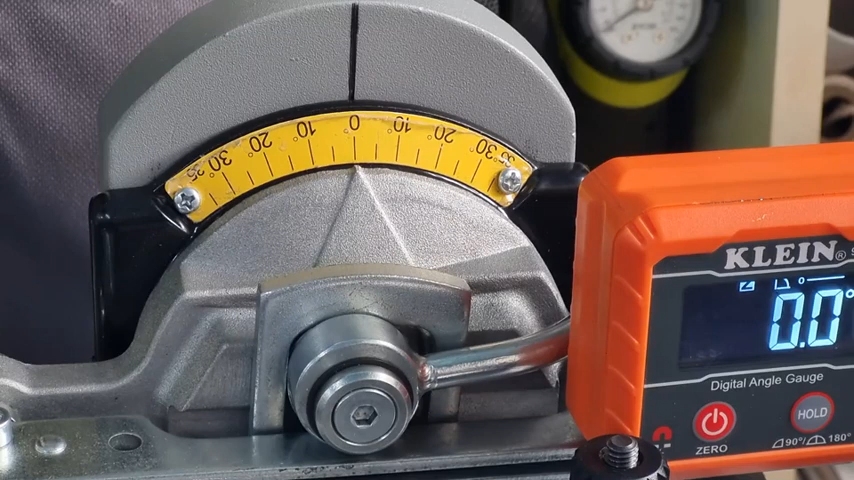 35 30° 20° 10° 0 10° 20° 30° 35
KLEIN®
0.0°
Digital Angle Gauge
HOLD
ZERO
90°/ 180°